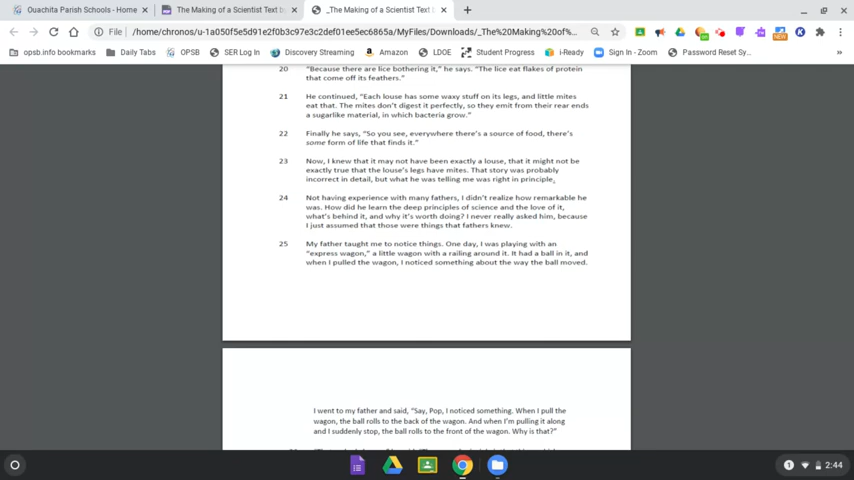 Ouachita Parish Schools - Home
The Making of a Scientist Text b
_The Making of a Scientist Text
File
/home/chronos/u-1a050f5e5d91e2f0b3c97e3c2def01ee5ec6865a/MyFiles/Downloads/_The%20Making%20of%...
opsb.info bookmarks
Daily Tabs
OPSB
SER Log In
Discovery Streaming
Amazon
LDOE
Student Progress
i-Ready
Sign In - Zoom
Password Reset Sy...
NEW
20 "Because there are lice bothering it," he says. "The lice eat flakes of protein
that come off its feathers."
21 He continued, "Each louse has some waxy stuff on its legs, and little mites
eat that. The mites don't digest it perfectly, so they emit from their rear ends
a sugarlike material, in which bacteria grow."
22 Finally he says, "So you see, everywhere there's a source of food, there's
some form of life that finds it."
23 Now, I knew that it may not have been exactly a louse, that it might not be
exactly true that the louse's legs have mites. That story was probably
incorrect in detail, but what he was telling me was right in principle.
24 Not having experience with many fathers, I didn't realize how remarkable he
was. How did he learn the deep principles of science and the love of it,
what's behind it, and why it's worth doing? I never really asked him, because
I just assumed that those were things that fathers knew.
25 My father taught me to notice things. One day, I was playing with an
"express wagon," a little wagon with a railing around it. It had a ball in it, and
when I pulled the wagon, I noticed something about the way the ball moved.
I went to my father and said, "Say, Pop, I noticed something. When I pull the
wagon, the ball rolls to the back of the wagon. And when I'm pulling it along
and I suddenly stop, the ball rolls to the front of the wagon. Why is that?"
1
2:44